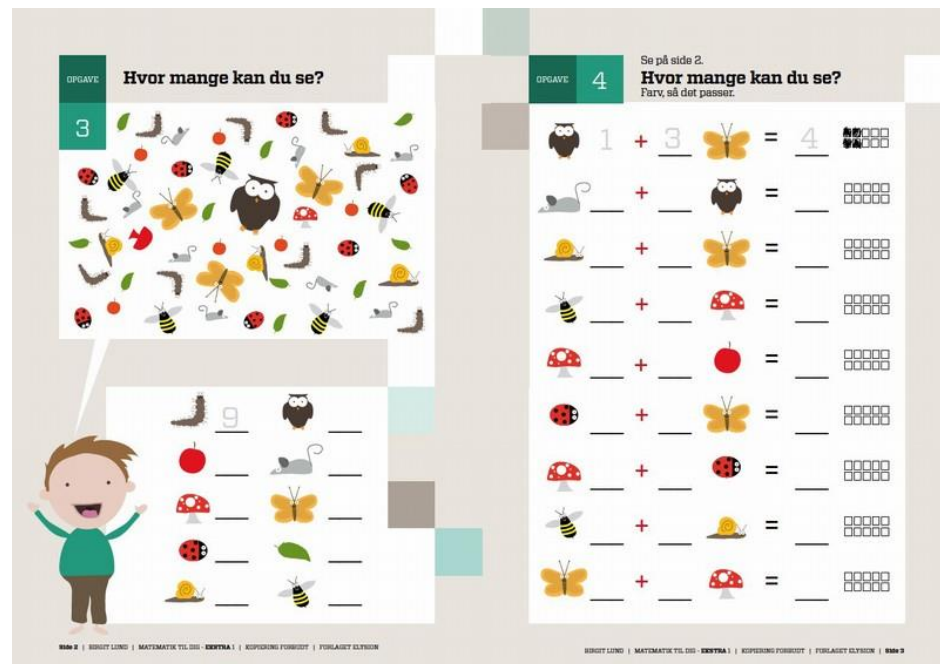 OPGAVE
3
Hvor mange kan du se?
9
Side 2 | BIRGIT LUND | MATEMATIK TIL DIG - EKSTRA 1 | KOPIERING FORBUDT | FORLAGET ELYSION
OPGAVE
4
Se på side 2.
Hvor mange kan du se?
Farv, så det passer.
1 + 3 = 4
+ =
+ =
+ =
+ =
+ =
+ =
+ =
+ =
BIRGIT LUND | MATEMATIK TIL DIG - EKSTRA 1 | KOPIERING FORBUDT | FORLAGET ELYSION | Side 3